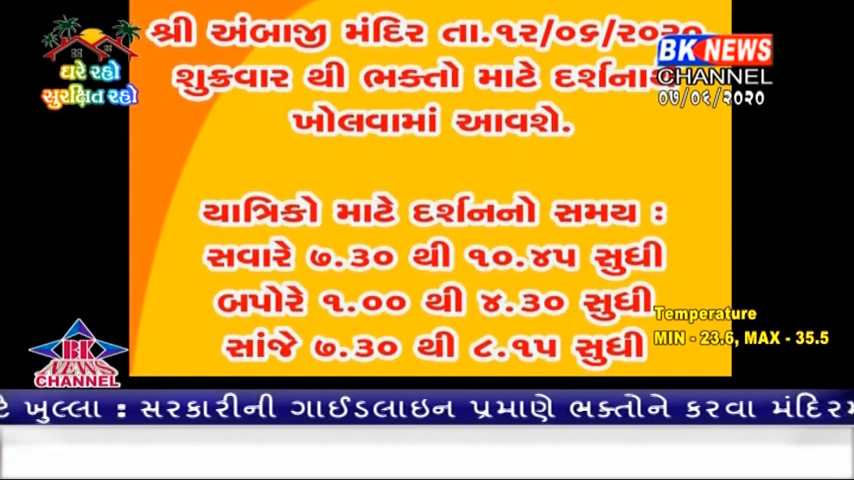 શ્રી અંબાજી મંદિર તા.૧૨/૦૬/૨૦૨૦
શુક્રવાર થી ભક્તો માટે
ખોલવામાં આવશે.
યાત્રિકો માટે દર્શનનો સમય :
સવારે ૭.૩૦ થી ૧૦.૪૫ સુધી
બપોરે ૧.૦૦ થી ૪.૩૦ સુધી
સાંજે ૭.૩૦ થી ૮.૧૫ સુધી
ઘરે રહો
સુરક્ષિત રહો
BK NEWS
CHANNEL
૦૭/૦૬/૨૦૨૦
Temperature
MIN - 23.6, MAX - 35.5
BK
NEWS
CHANNEL
ખુલ્લા : સરકારીની ગાઈડલાઇન પ્રમાણે ભક્તોને કરવા